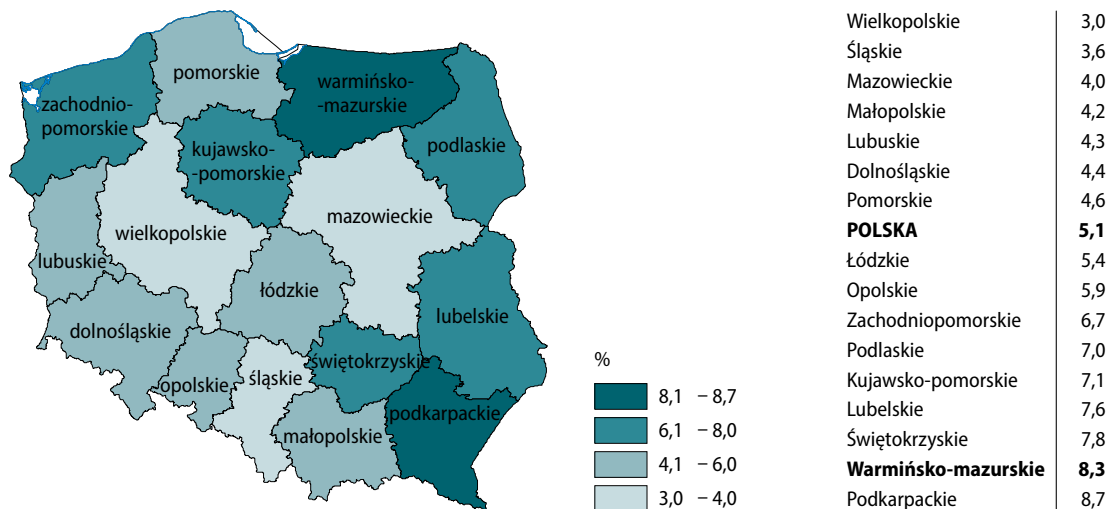 pomorskie
warmińsko-
-mazurskie
zachodnio-
pomorskie
kujawsko-
-pomorskie
podlaskie
mazowieckie
wielkopolskie
lubuskie
łódzkie
lubelskie
dolnośląskie
świętokrzyskie
śląskie
opolskie
podkarpackie
małopolskie
%
8,1 – 8,7
6,1 – 8,0
4,1 – 6,0
3,0 – 4,0
Wielkopolskie 3,0
Śląskie 3,6
Mazowieckie 4,0
Małopolskie 4,2
Lubuskie 4,3
Dolnośląskie 4,4
Pomorskie 4,6
POLSKA 5,1
Łódzkie 5,4
Opolskie 5,9
Zachodniopomorskie 6,7
Podlaskie 7,0
Kujawsko-pomorskie 7,1
Lubelskie 7,6
Świętokrzyskie 7,8
Warmińsko-mazurskie 8,3
Podkarpackie 8,7